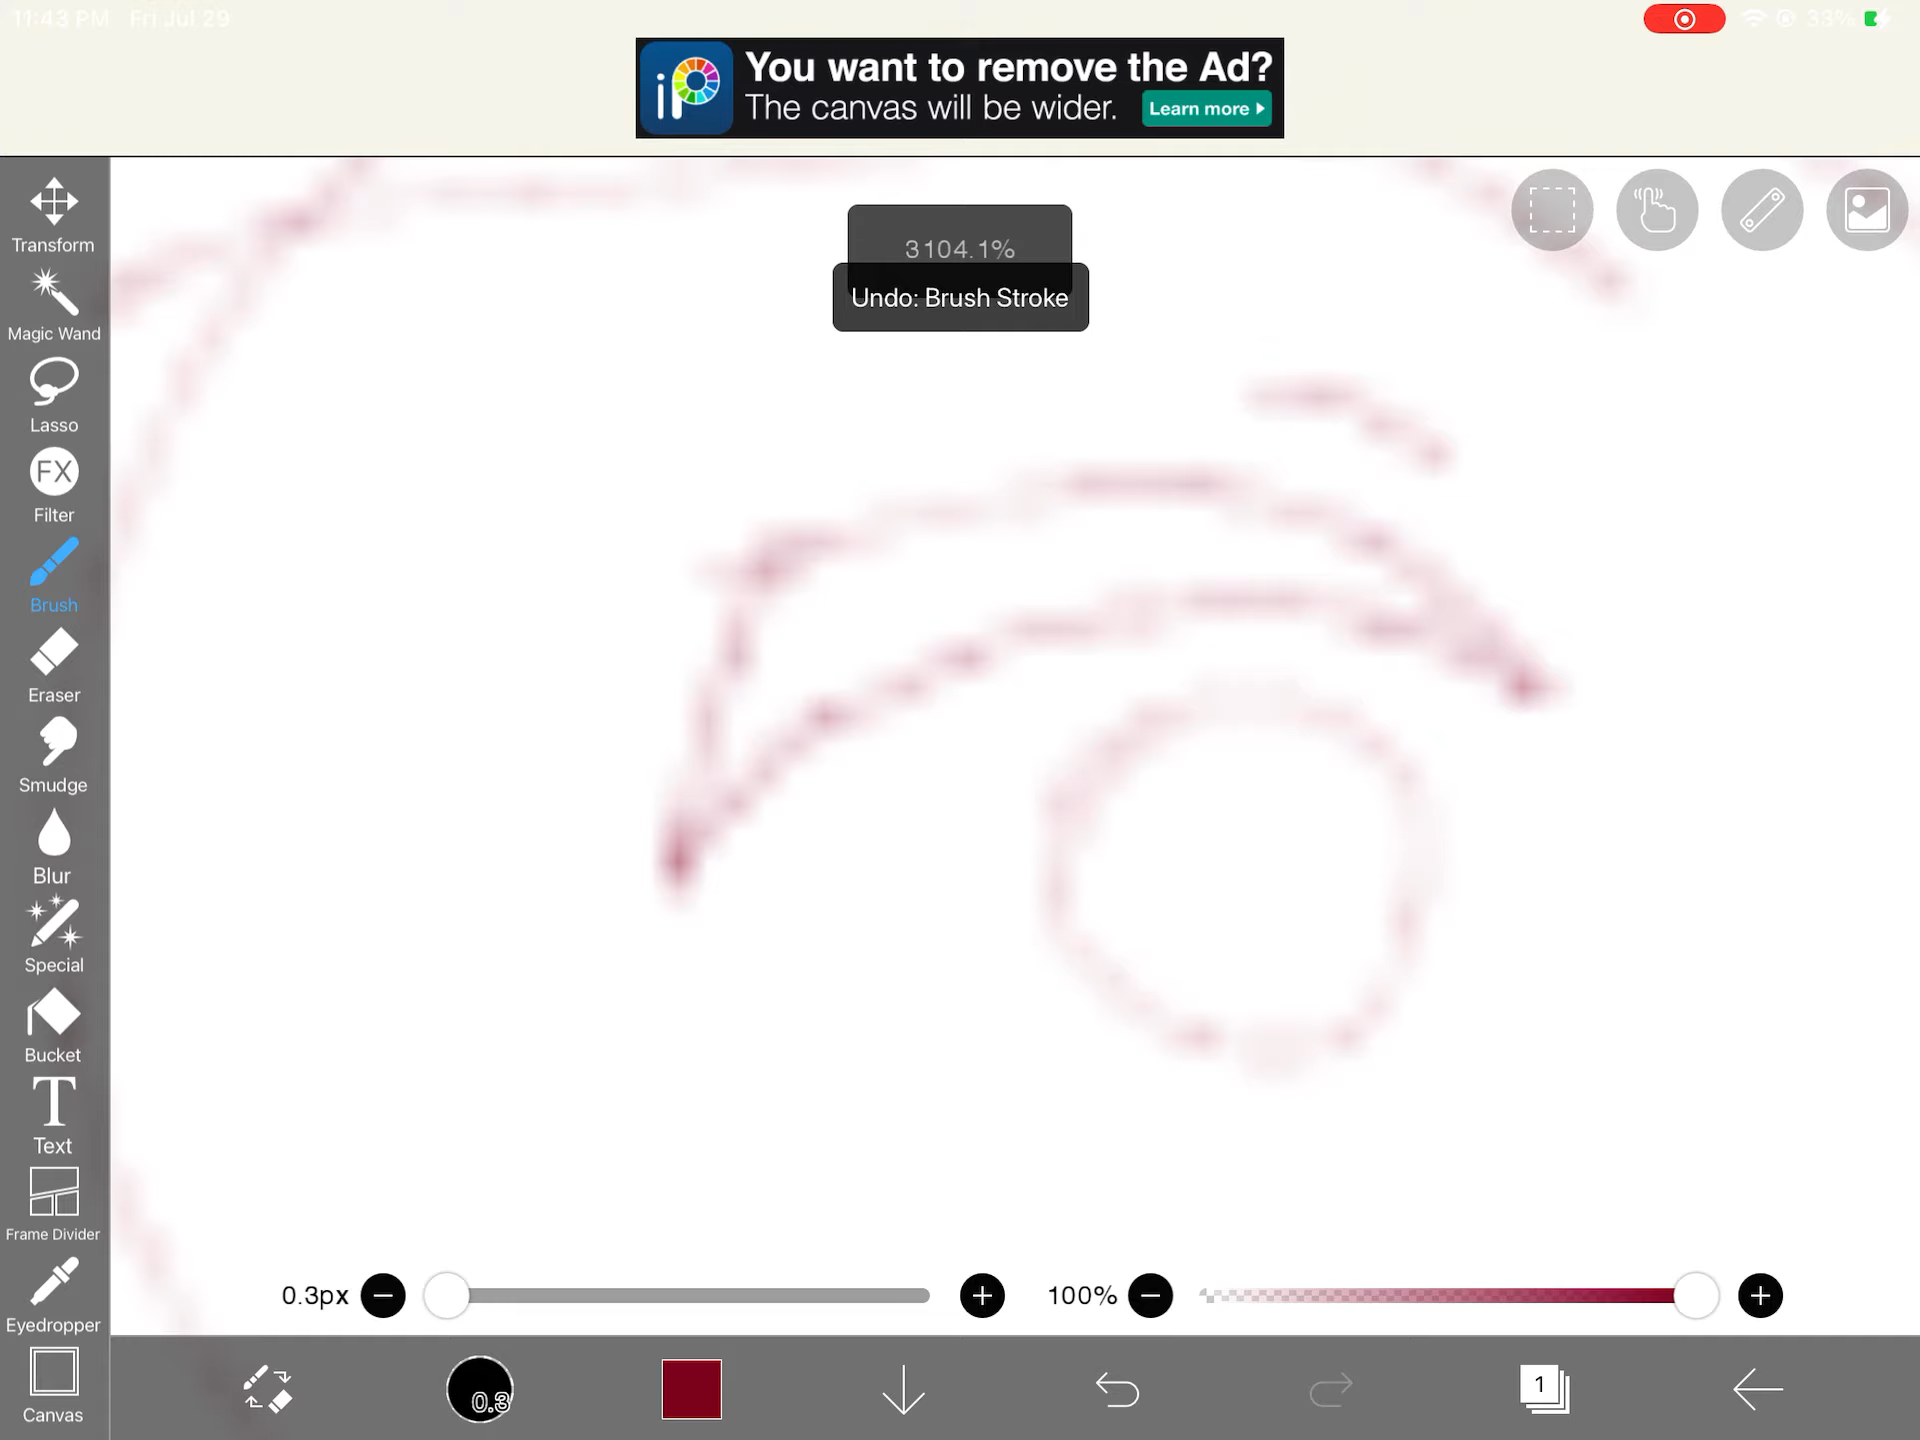 11:43 PM Fri Jul 29
33%
iP
You want to remove the Ad?
The canvas will be wider.
Learn more
3104.1%
Undo: Brush Stroke
Transform
Magic Wand
Lasso
FX
Filter
Brush
Eraser
Smudge
Blur
Special
Bucket
T
Text
Frame Divider
Eyedropper
Canvas
0.3px
100%
0.3
1